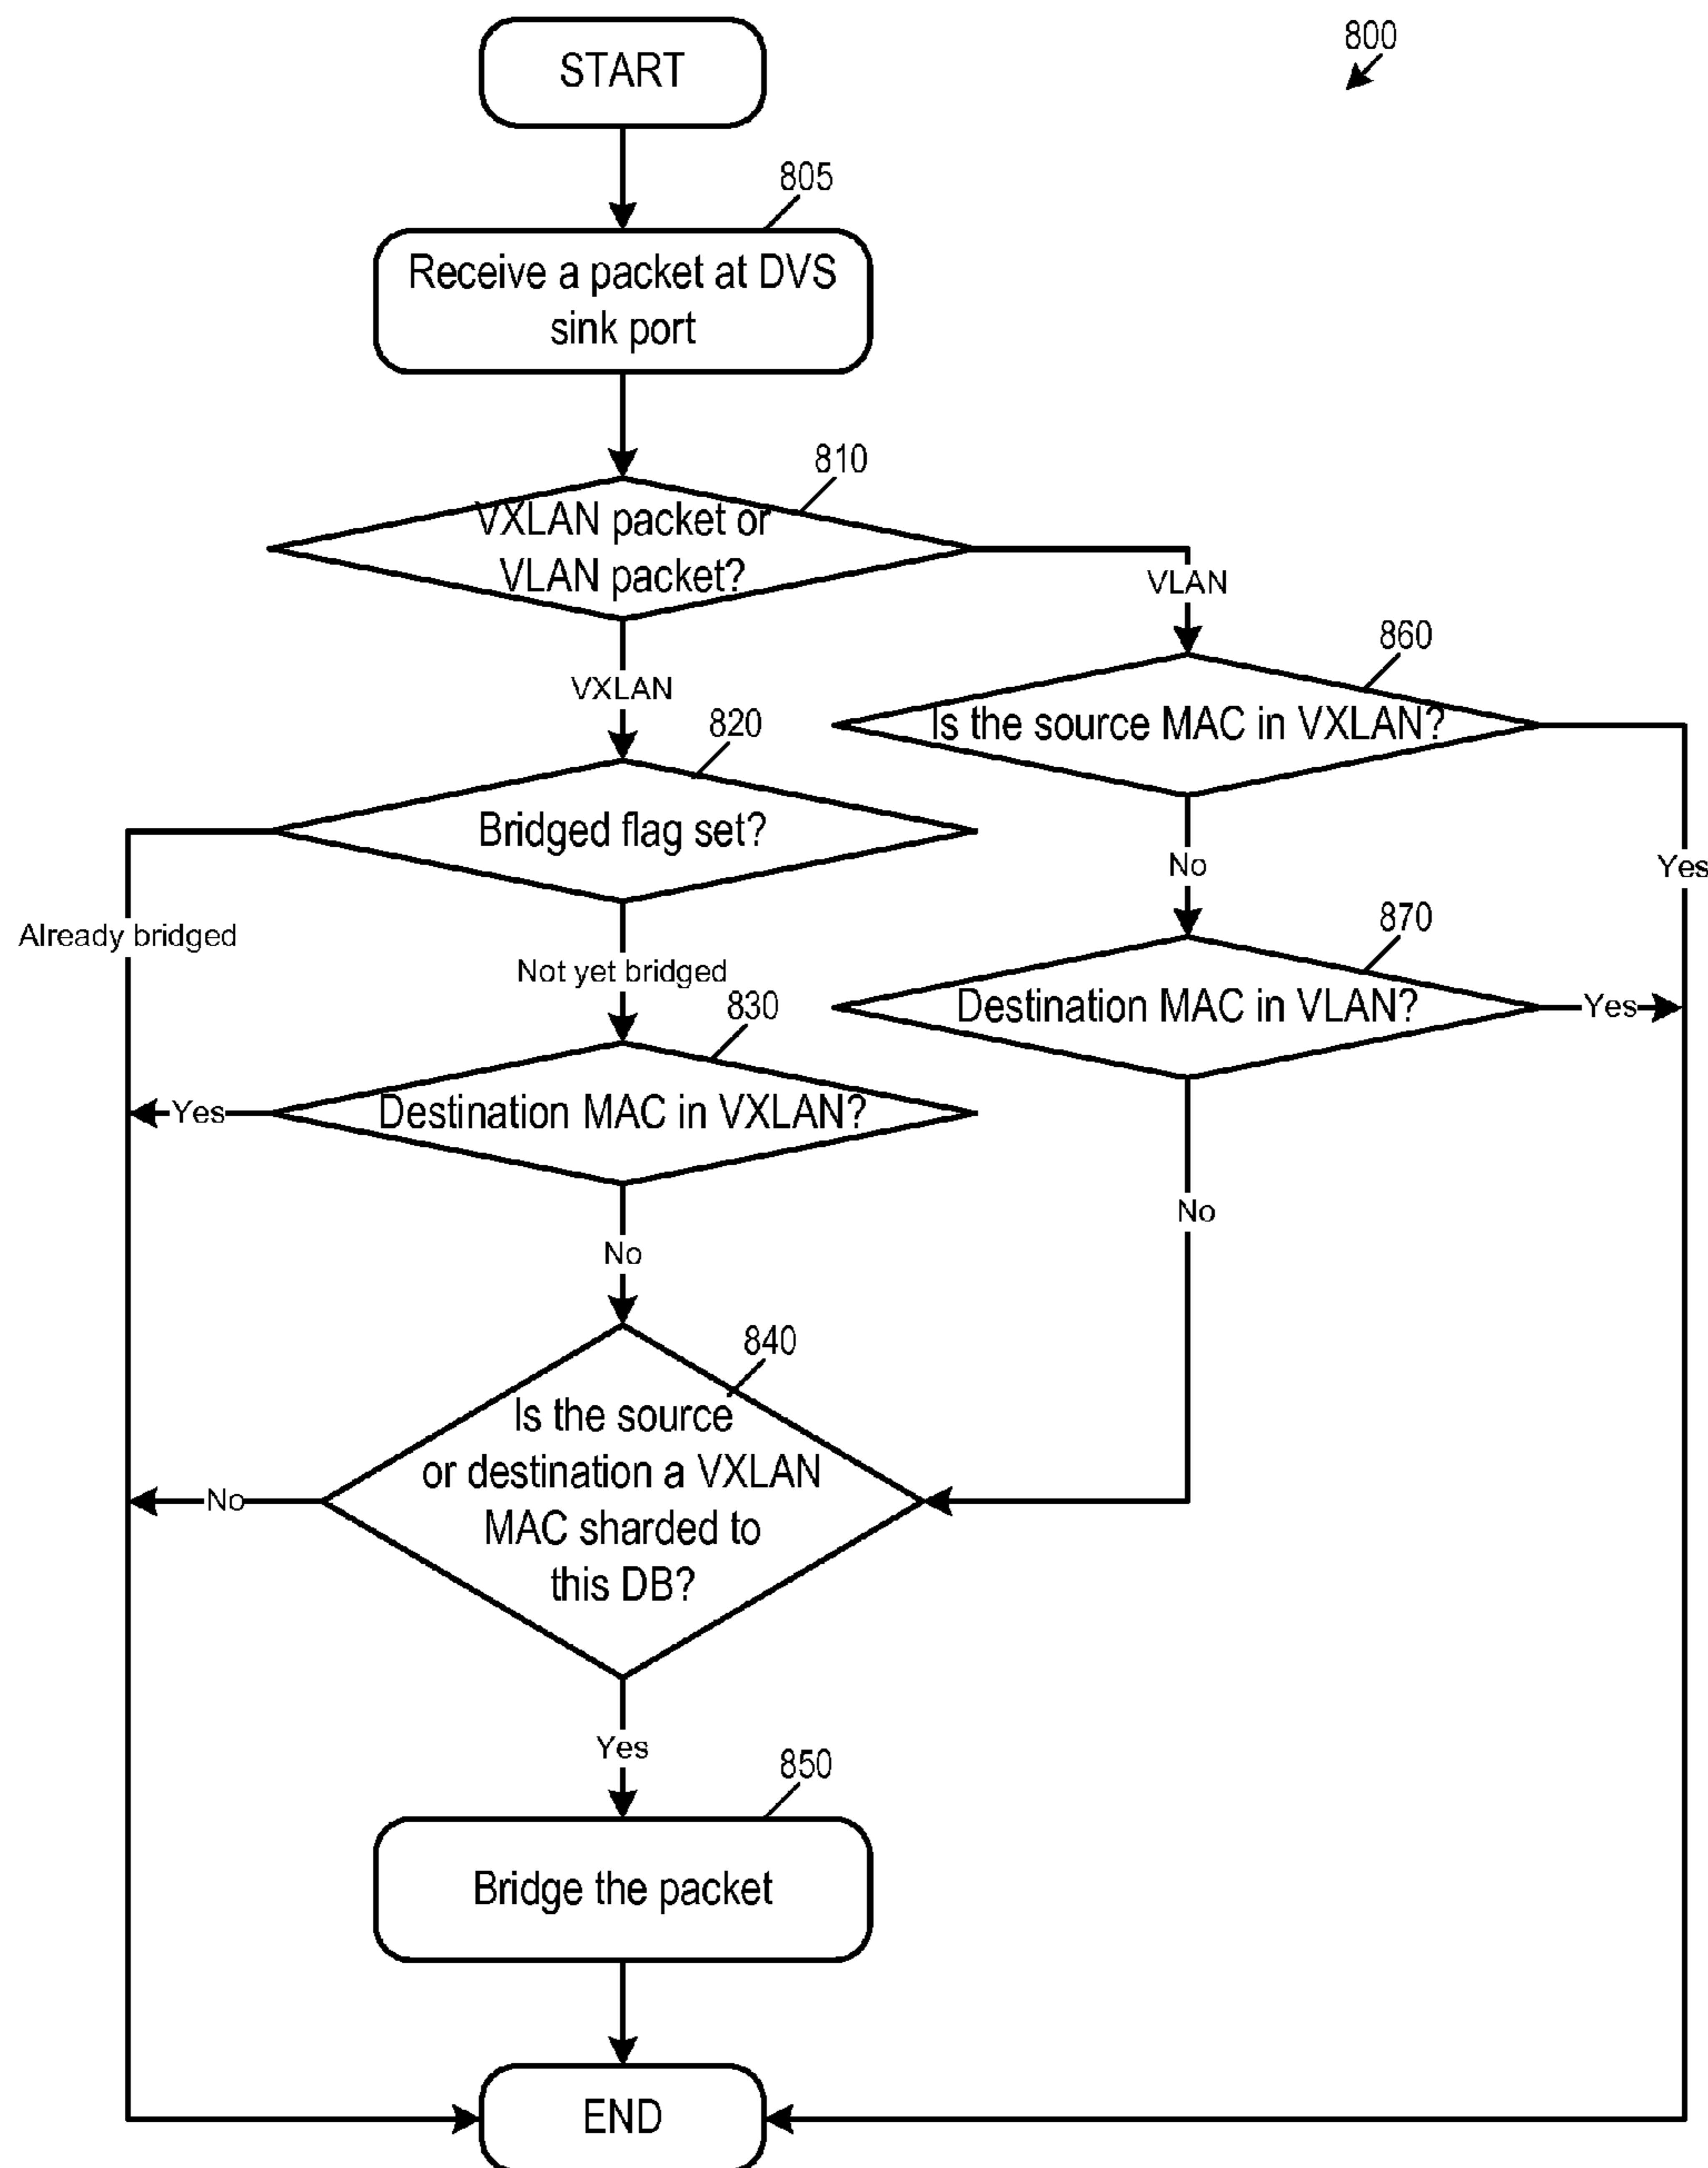 800
START
805
Receive a packet at DVS
sink port
810
VXLAN packet or
VLAN packet?
VLAN
VXLAN
860
Is the source MAC in VXLAN?
820
Bridged flag set?
No
Yes
Already bridged
Not yet bridged
870
Destination MAC in VLAN?
Yes
830
Destination MAC in VXLAN?
Yes
No
No
840
Is the source
or destination a VXLAN
MAC sharded to
this DB?
No
Yes
850
Bridge the packet
END